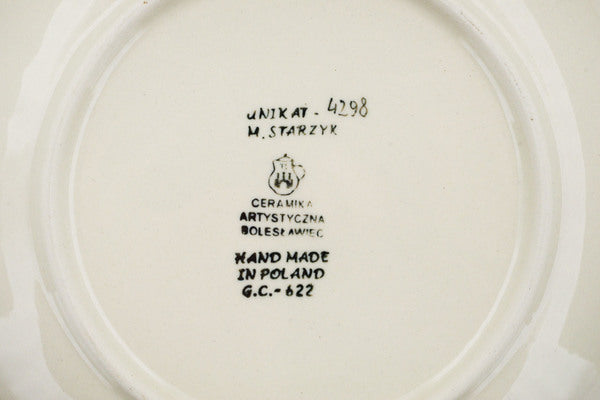 UNIKAT - 4298
M. STARZYK
CERAMIKA
ARTYSTYCZNA
BOLESŁAWIEC
HAND MADE
IN POLAND
G.C.-622